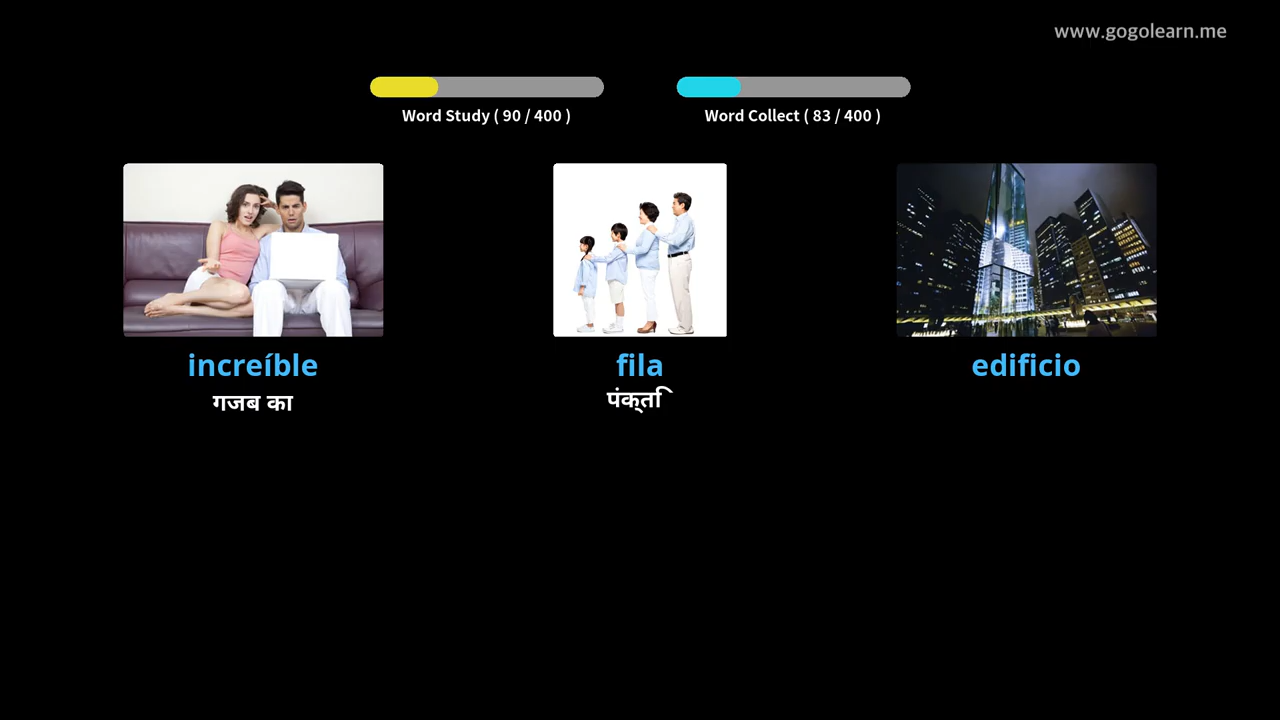 www.gogolearn.me
Word Study ( 90 / 400 )
Word Collect ( 83 / 400 )
increíble
fila
edificio
गजब का
पंक्ति